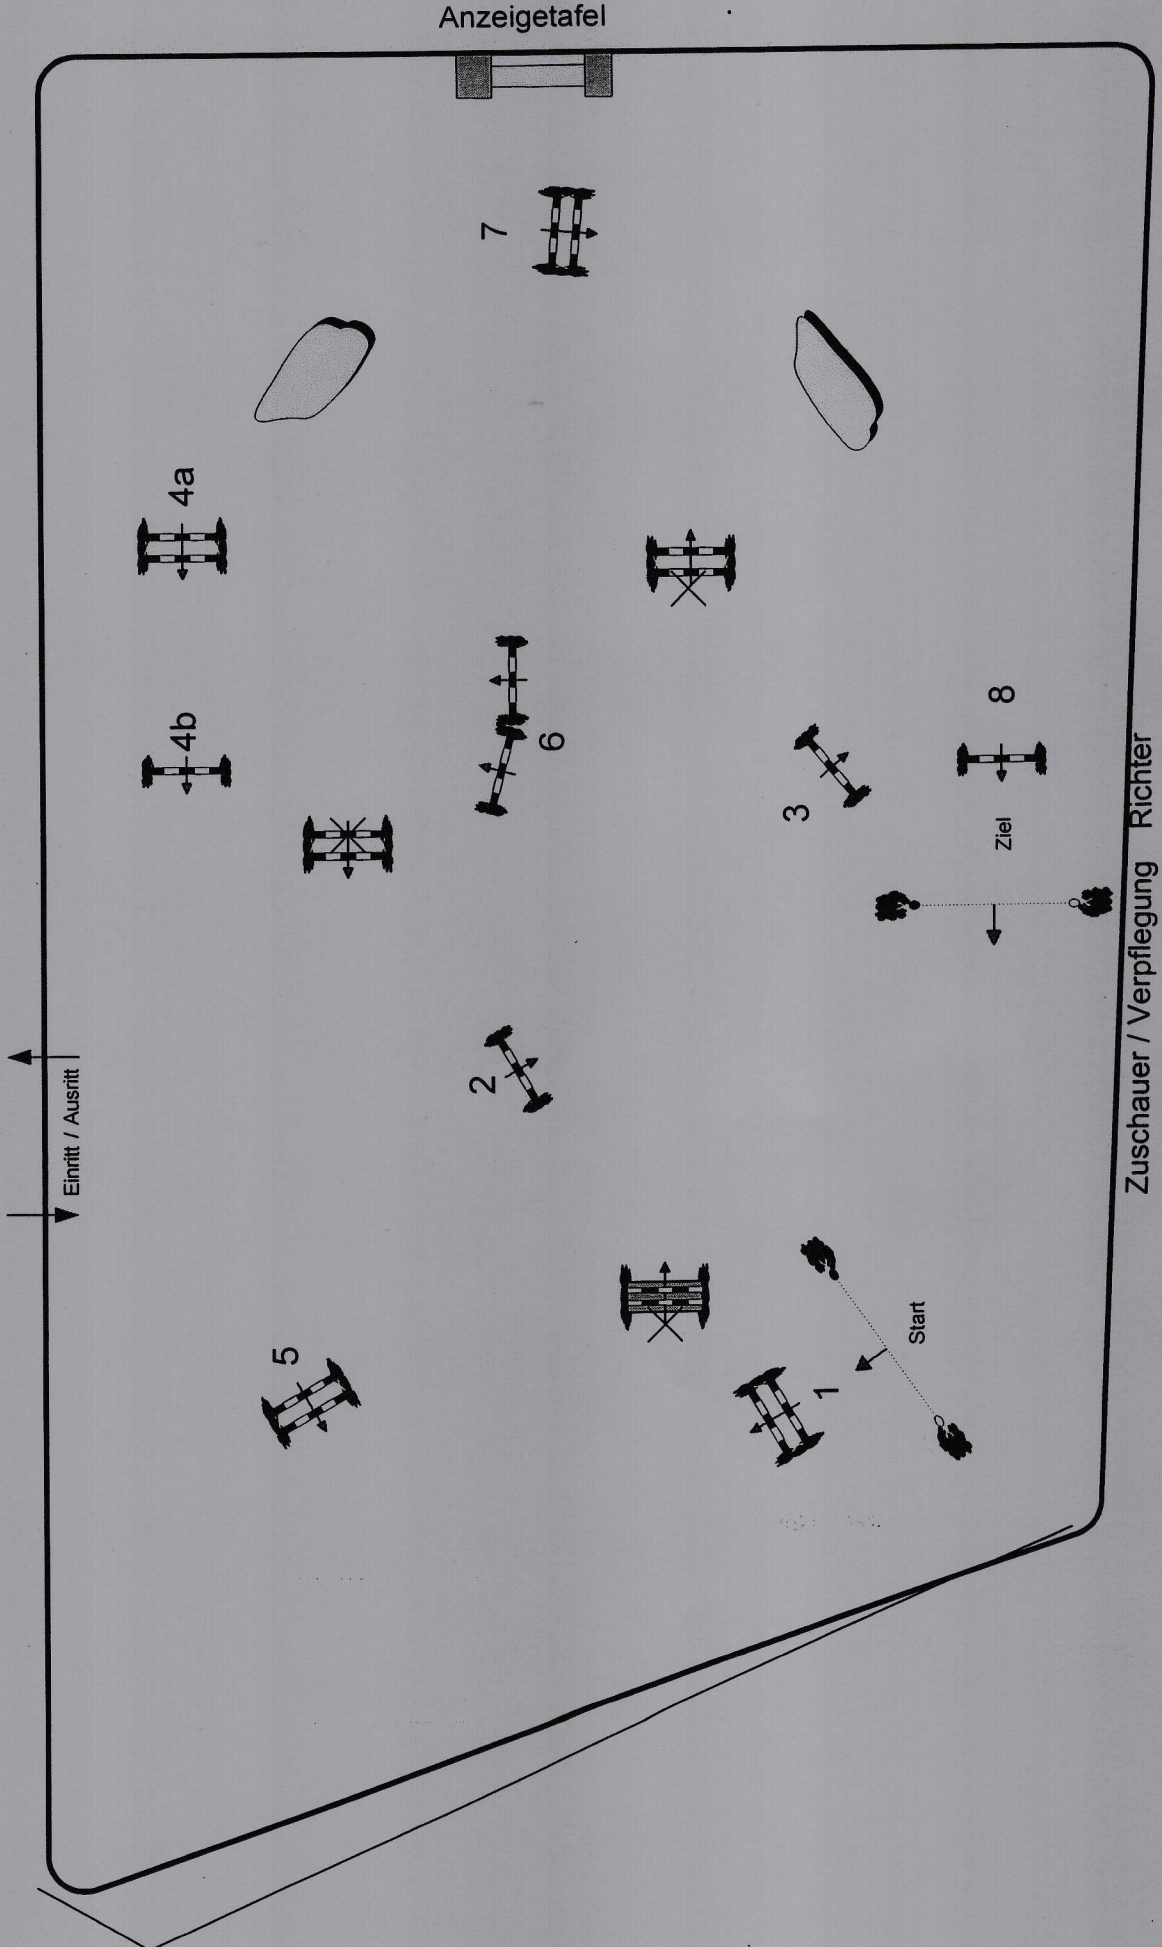 Anzeigetafel
7
4a
4b
6
3
8
Ziel
2
Einritt / Ausritt
5
1
Start
Zuschauer / Verpflegung Richter